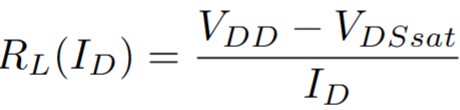 R_L(I_D) = \frac{V_{DD} - V_{DSsat}}{I_D}